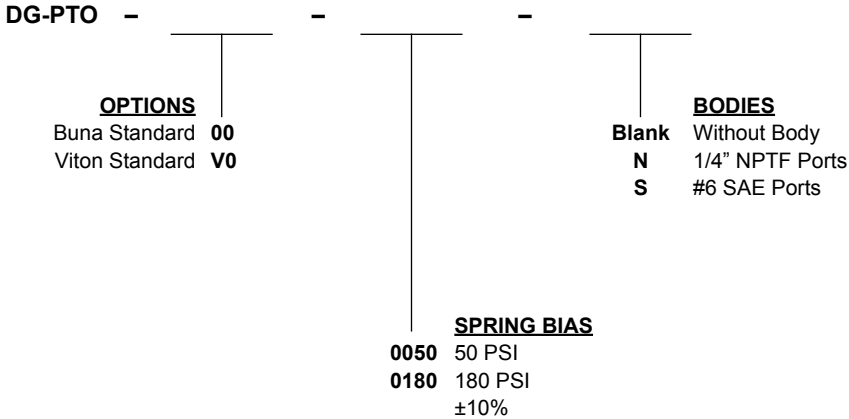 DG-PTO – – –
OPTIONS
Buna Standard 00
Viton Standard V0
BODIES
Blank Without Body
N 1/4” NPTF Ports
S #6 SAE Ports
SPRING BIAS
0050 50 PSI
0180 180 PSI
±10%